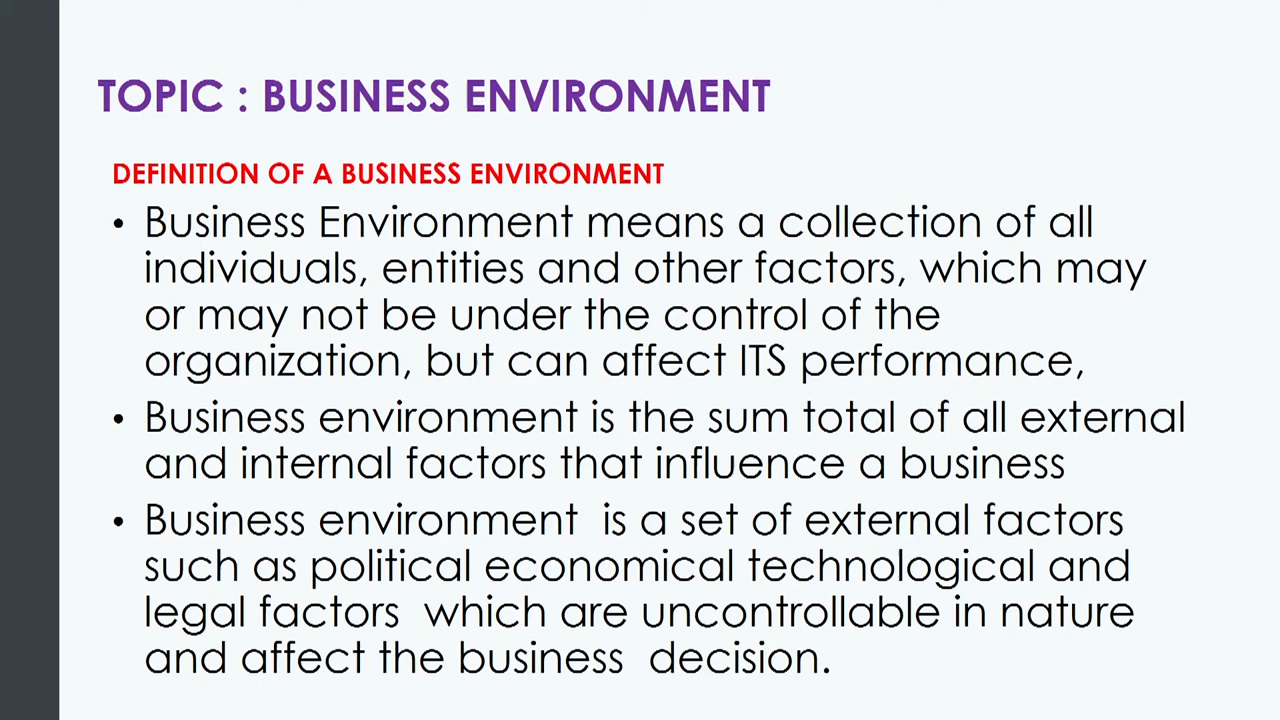 TOPIC : BUSINESS ENVIRONMENT
DEFINITION OF A BUSINESS ENVIRONMENT
• Business Environment means a collection of all
individuals, entities and other factors, which may
or may not be under the control of the
organization, but can affect ITS performance,
• Business environment is the sum total of all external
and internal factors that influence a business
• Business environment  is a set of external factors
such as political economical technological and
legal factors  which are uncontrollable in nature
and affect the business  decision.